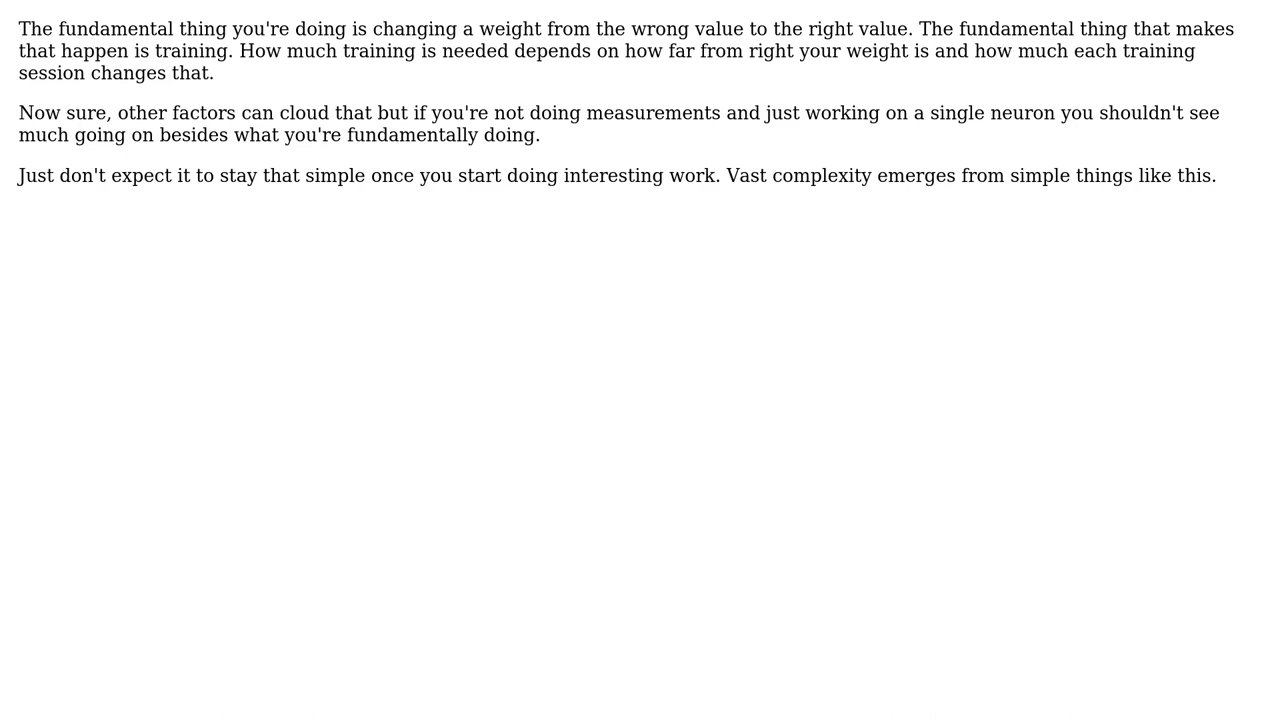 The fundamental thing you're doing is changing a weight from the wrong value to the right value. The fundamental thing that makes
that happen is training. How much training is needed depends on how far from right your weight is and how much each training
session changes that.
Now sure, other factors can cloud that but if you're not doing measurements and just working on a single neuron you shouldn't see
much going on besides what you're fundamentally doing.
Just don't expect it to stay that simple once you start doing interesting work. Vast complexity emerges from simple things like this.